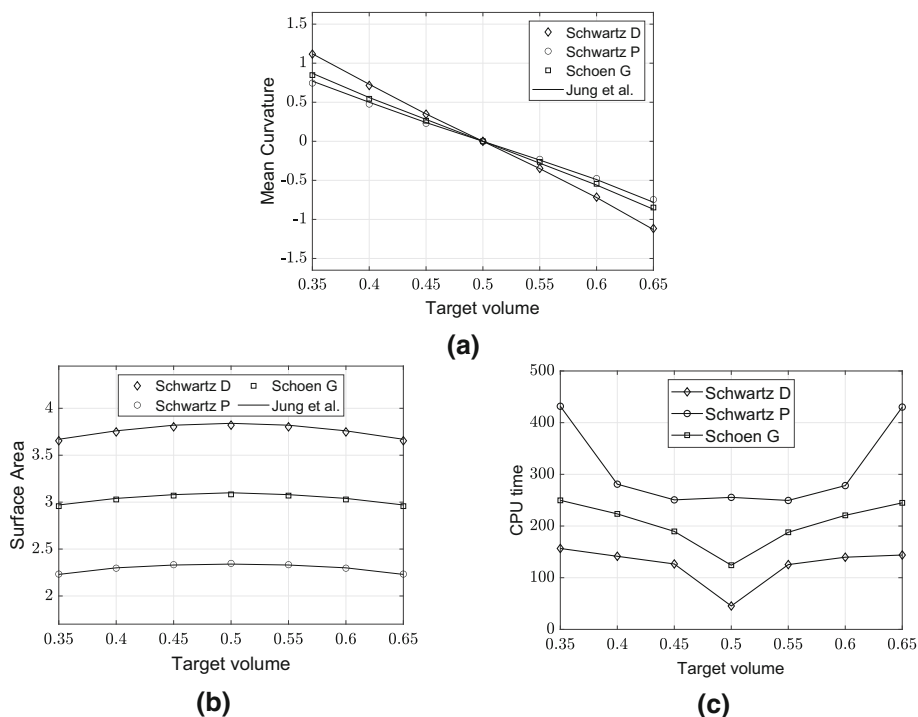 1.5
1
0.5
0
-0.5
-1
-1.5
Mean Curvature
Schwartz D
Schwartz P
Schoen G
Jung et al.
0.35 0.4 0.45 0.5 0.55 0.6 0.65
Target volume
(a)
4
3.5
3
2.5
2
Surface Area
Schwartz D Schoen G
Schwartz P Jung et al.
0.35 0.4 0.45 0.5 0.55 0.6 0.65
Target volume
(b)
500
400
300
200
100
0
CPU time
Schwartz D
Schwartz P
Schoen G
0.35 0.4 0.45 0.5 0.55 0.6 0.65
Target volume
(c)